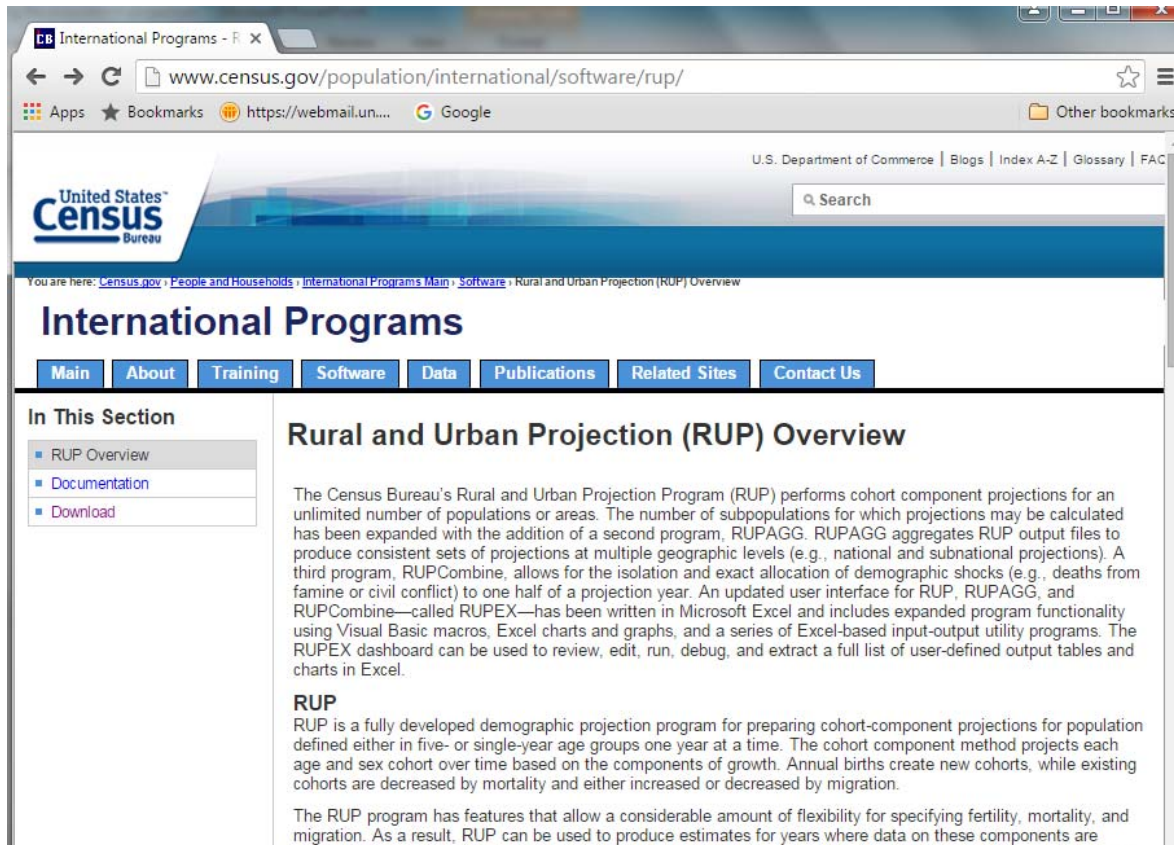 CB International Programs - R
www.census.gov/population/international/software/rup/
Apps Bookmarks https://webmail.un.... Google Other bookmarks
U.S. Department of Commerce | Blogs | Index A-Z | Glossary | FAQ
United States™
Census
Bureau
Search
You are here: Census.gov › People and Households › International Programs Main › Software › Rural and Urban Projection (RUP) Overview
International Programs
Main About Training Software Data Publications Related Sites Contact Us
In This Section
RUP Overview
Documentation
Download
Rural and Urban Projection (RUP) Overview
The Census Bureau's Rural and Urban Projection Program (RUP) performs cohort component projections for an
unlimited number of populations or areas. The number of subpopulations for which projections may be calculated
has been expanded with the addition of a second program, RUPAGG. RUPAGG aggregates RUP output files to
produce consistent sets of projections at multiple geographic levels (e.g., national and subnational projections). A
third program, RUPCombine, allows for the isolation and exact allocation of demographic shocks (e.g., deaths from
famine or civil conflict) to one half of a projection year. An updated user interface for RUP, RUPAGG, and
RUPCombine—called RUPEX—has been written in Microsoft Excel and includes expanded program functionality
using Visual Basic macros, Excel charts and graphs, and a series of Excel-based input-output utility programs. The
RUPEX dashboard can be used to review, edit, run, debug, and extract a full list of user-defined output tables and
charts in Excel.
RUP
RUP is a fully developed demographic projection program for preparing cohort-component projections for population
defined either in five- or single-year age groups one year at a time. The cohort component method projects each
age and sex cohort over time based on the components of growth. Annual births create new cohorts, while existing
cohorts are decreased by mortality and either increased or decreased by migration.
The RUP program has features that allow a considerable amount of flexibility for specifying fertility, mortality, and
migration. As a result, RUP can be used to produce estimates for years where data on these components are